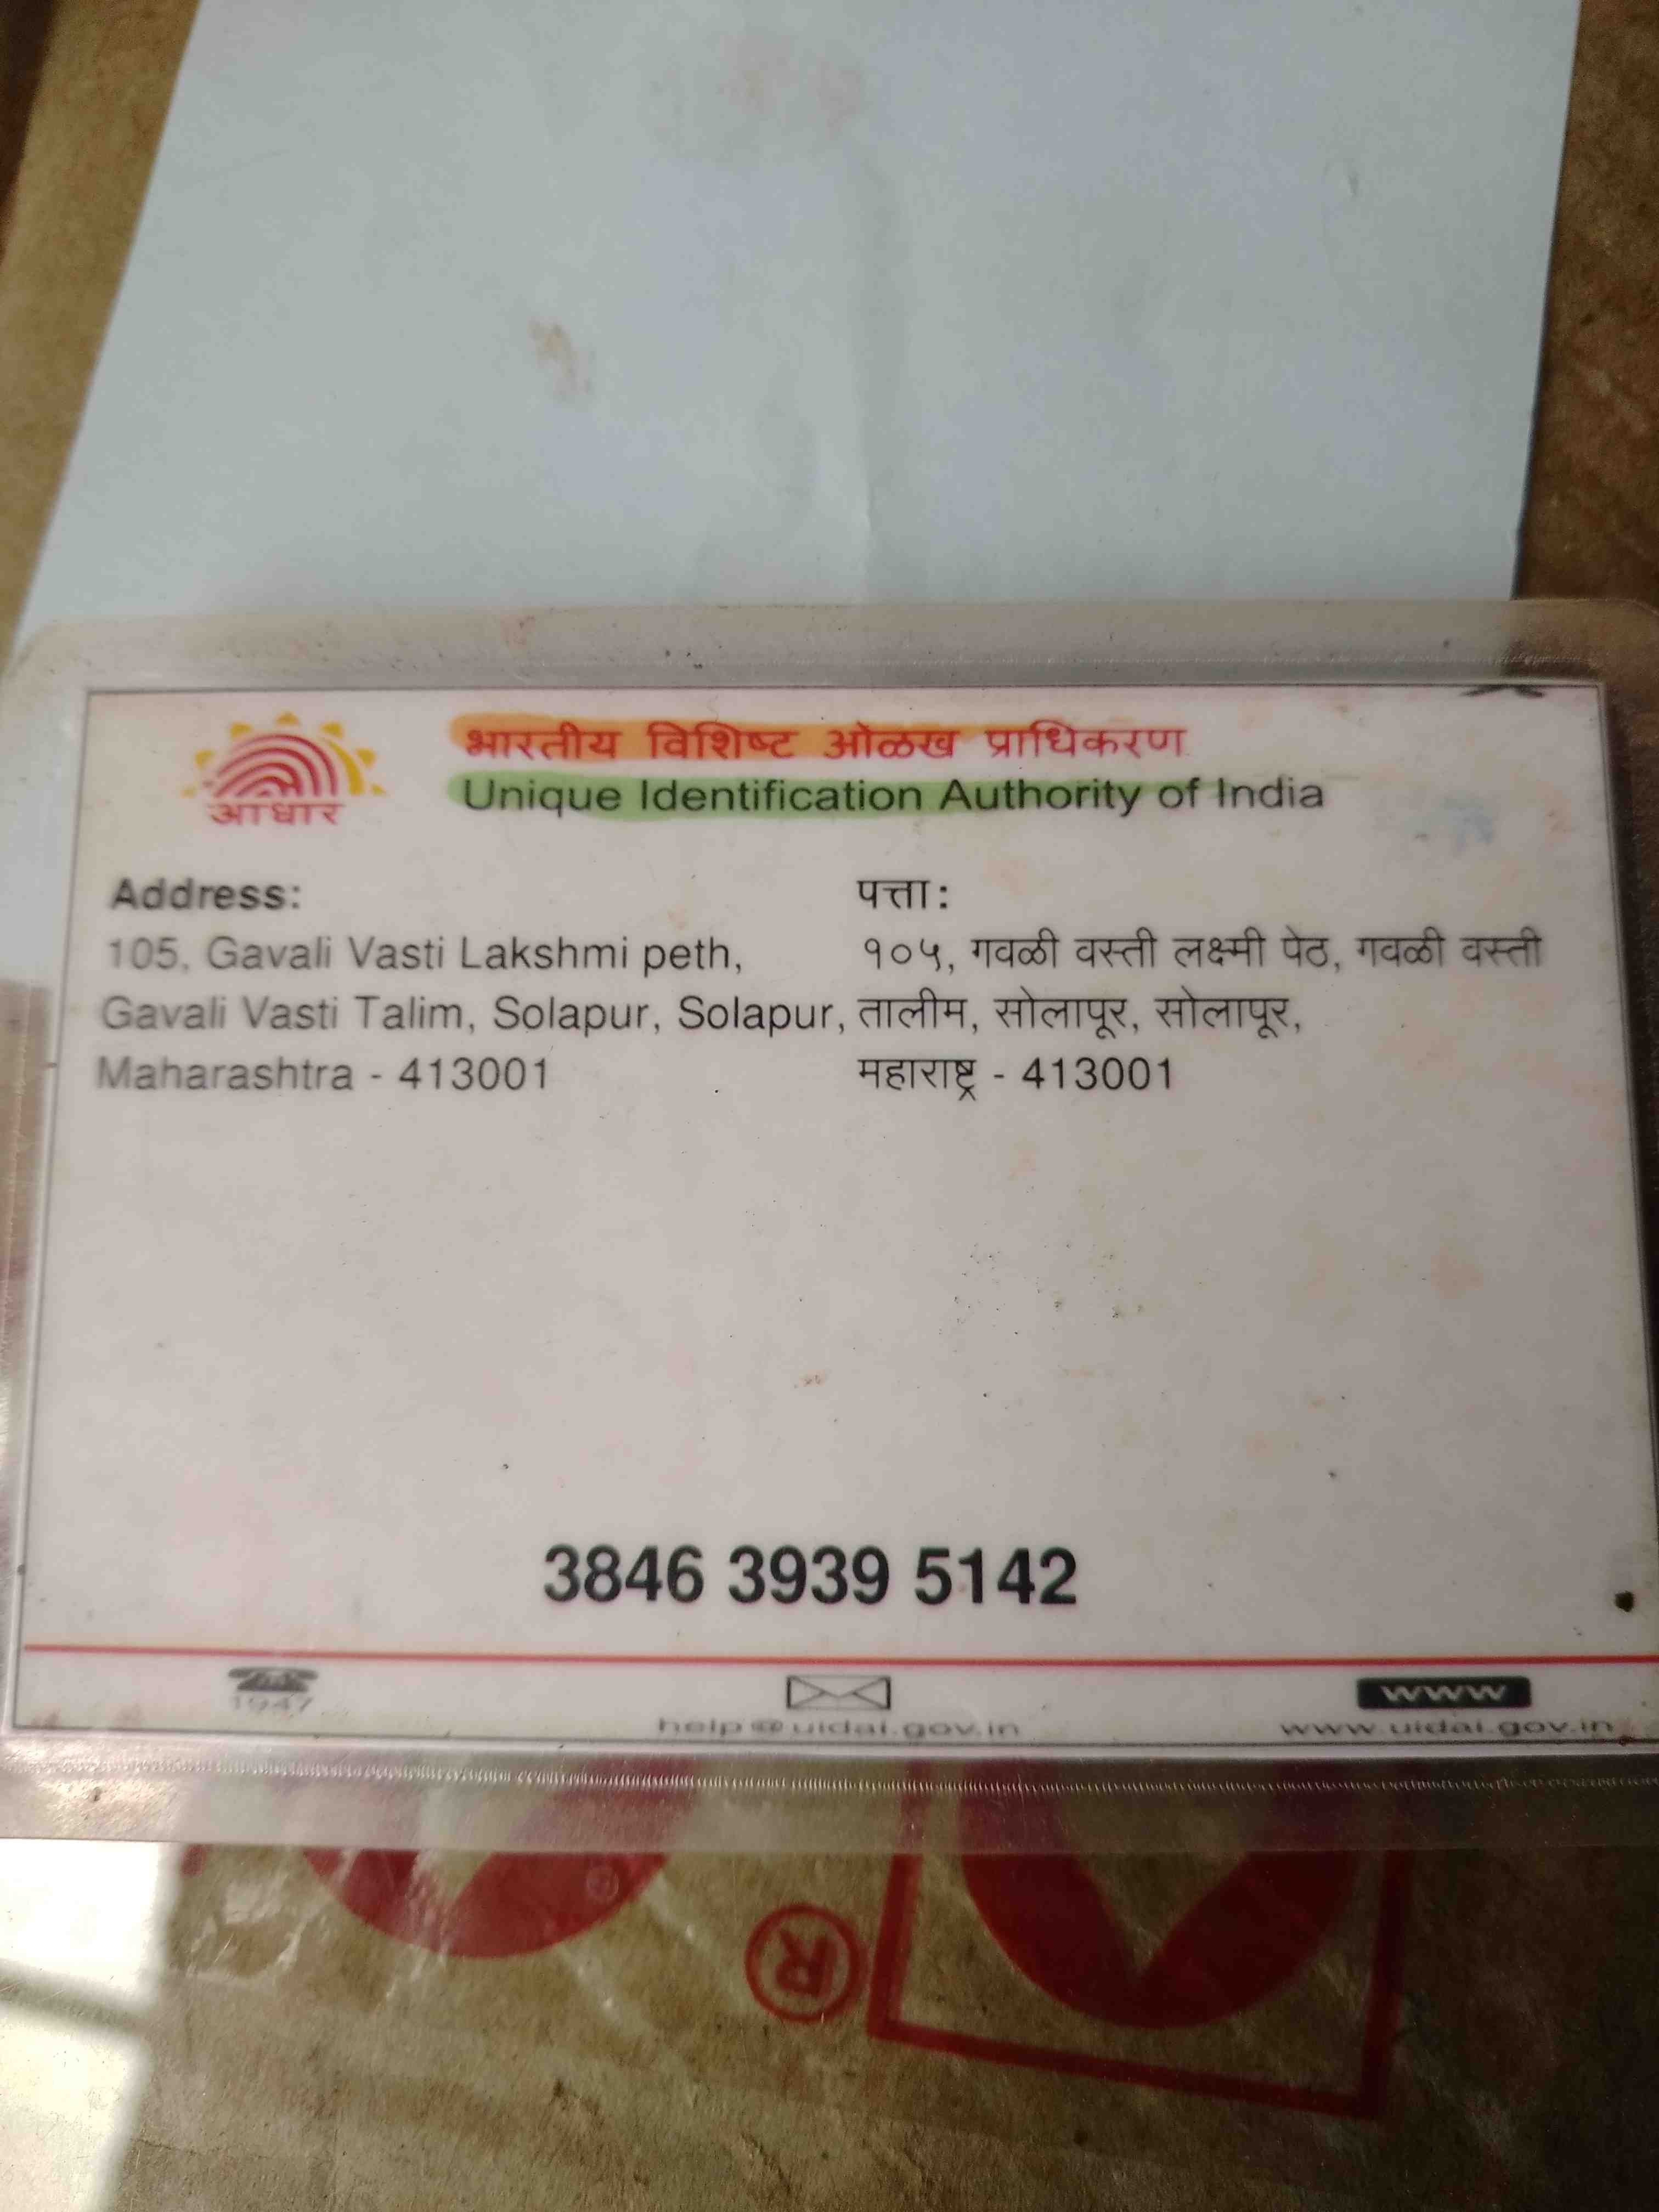 भारतीय विशिष्ट ओळख प्राधिकरण
Unique Identification Authority of India
आधार
Address:
105, Gavali Vasti Lakshmi peth,
Gavali Vasti Talim, Solapur, Solapur,
Maharashtra - 413001
पत्ता:
१०५, गवळी वस्ती लक्ष्मी पेठ, गवळी वस्ती
तालीम, सोलापूर, सोलापूर,
महाराष्ट्र - 413001
3846 3939 5142
1947
help@uidai.gov.in
www
www.uidai.gov.in
R